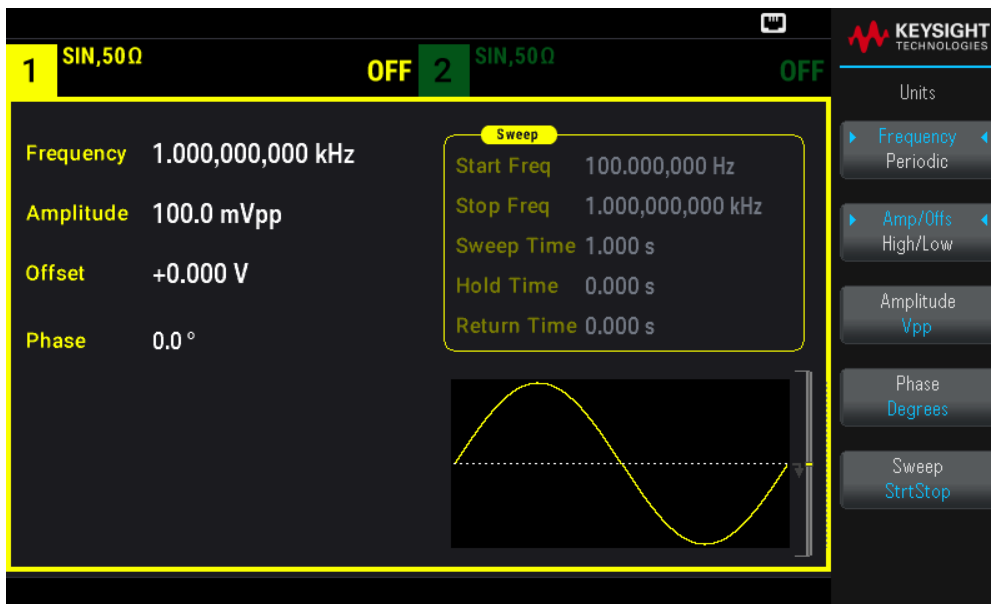 KEYSIGHT
TECHNOLOGIES
1 SIN,50Ω OFF 2 SIN,50Ω OFF
Units
Frequency 1.000,000,000 kHz
Amplitude 100.0 mVpp
Offset +0.000 V
Phase 0.0 °
Sweep
Start Freq 100.000,000 Hz
Stop Freq 1.000,000,000 kHz
Sweep Time 1.000 s
Hold Time 0.000 s
Return Time 0.000 s
Frequency
Periodic
Amp/Offs
High/Low
Amplitude
Vpp
Phase
Degrees
Sweep
StrtStop